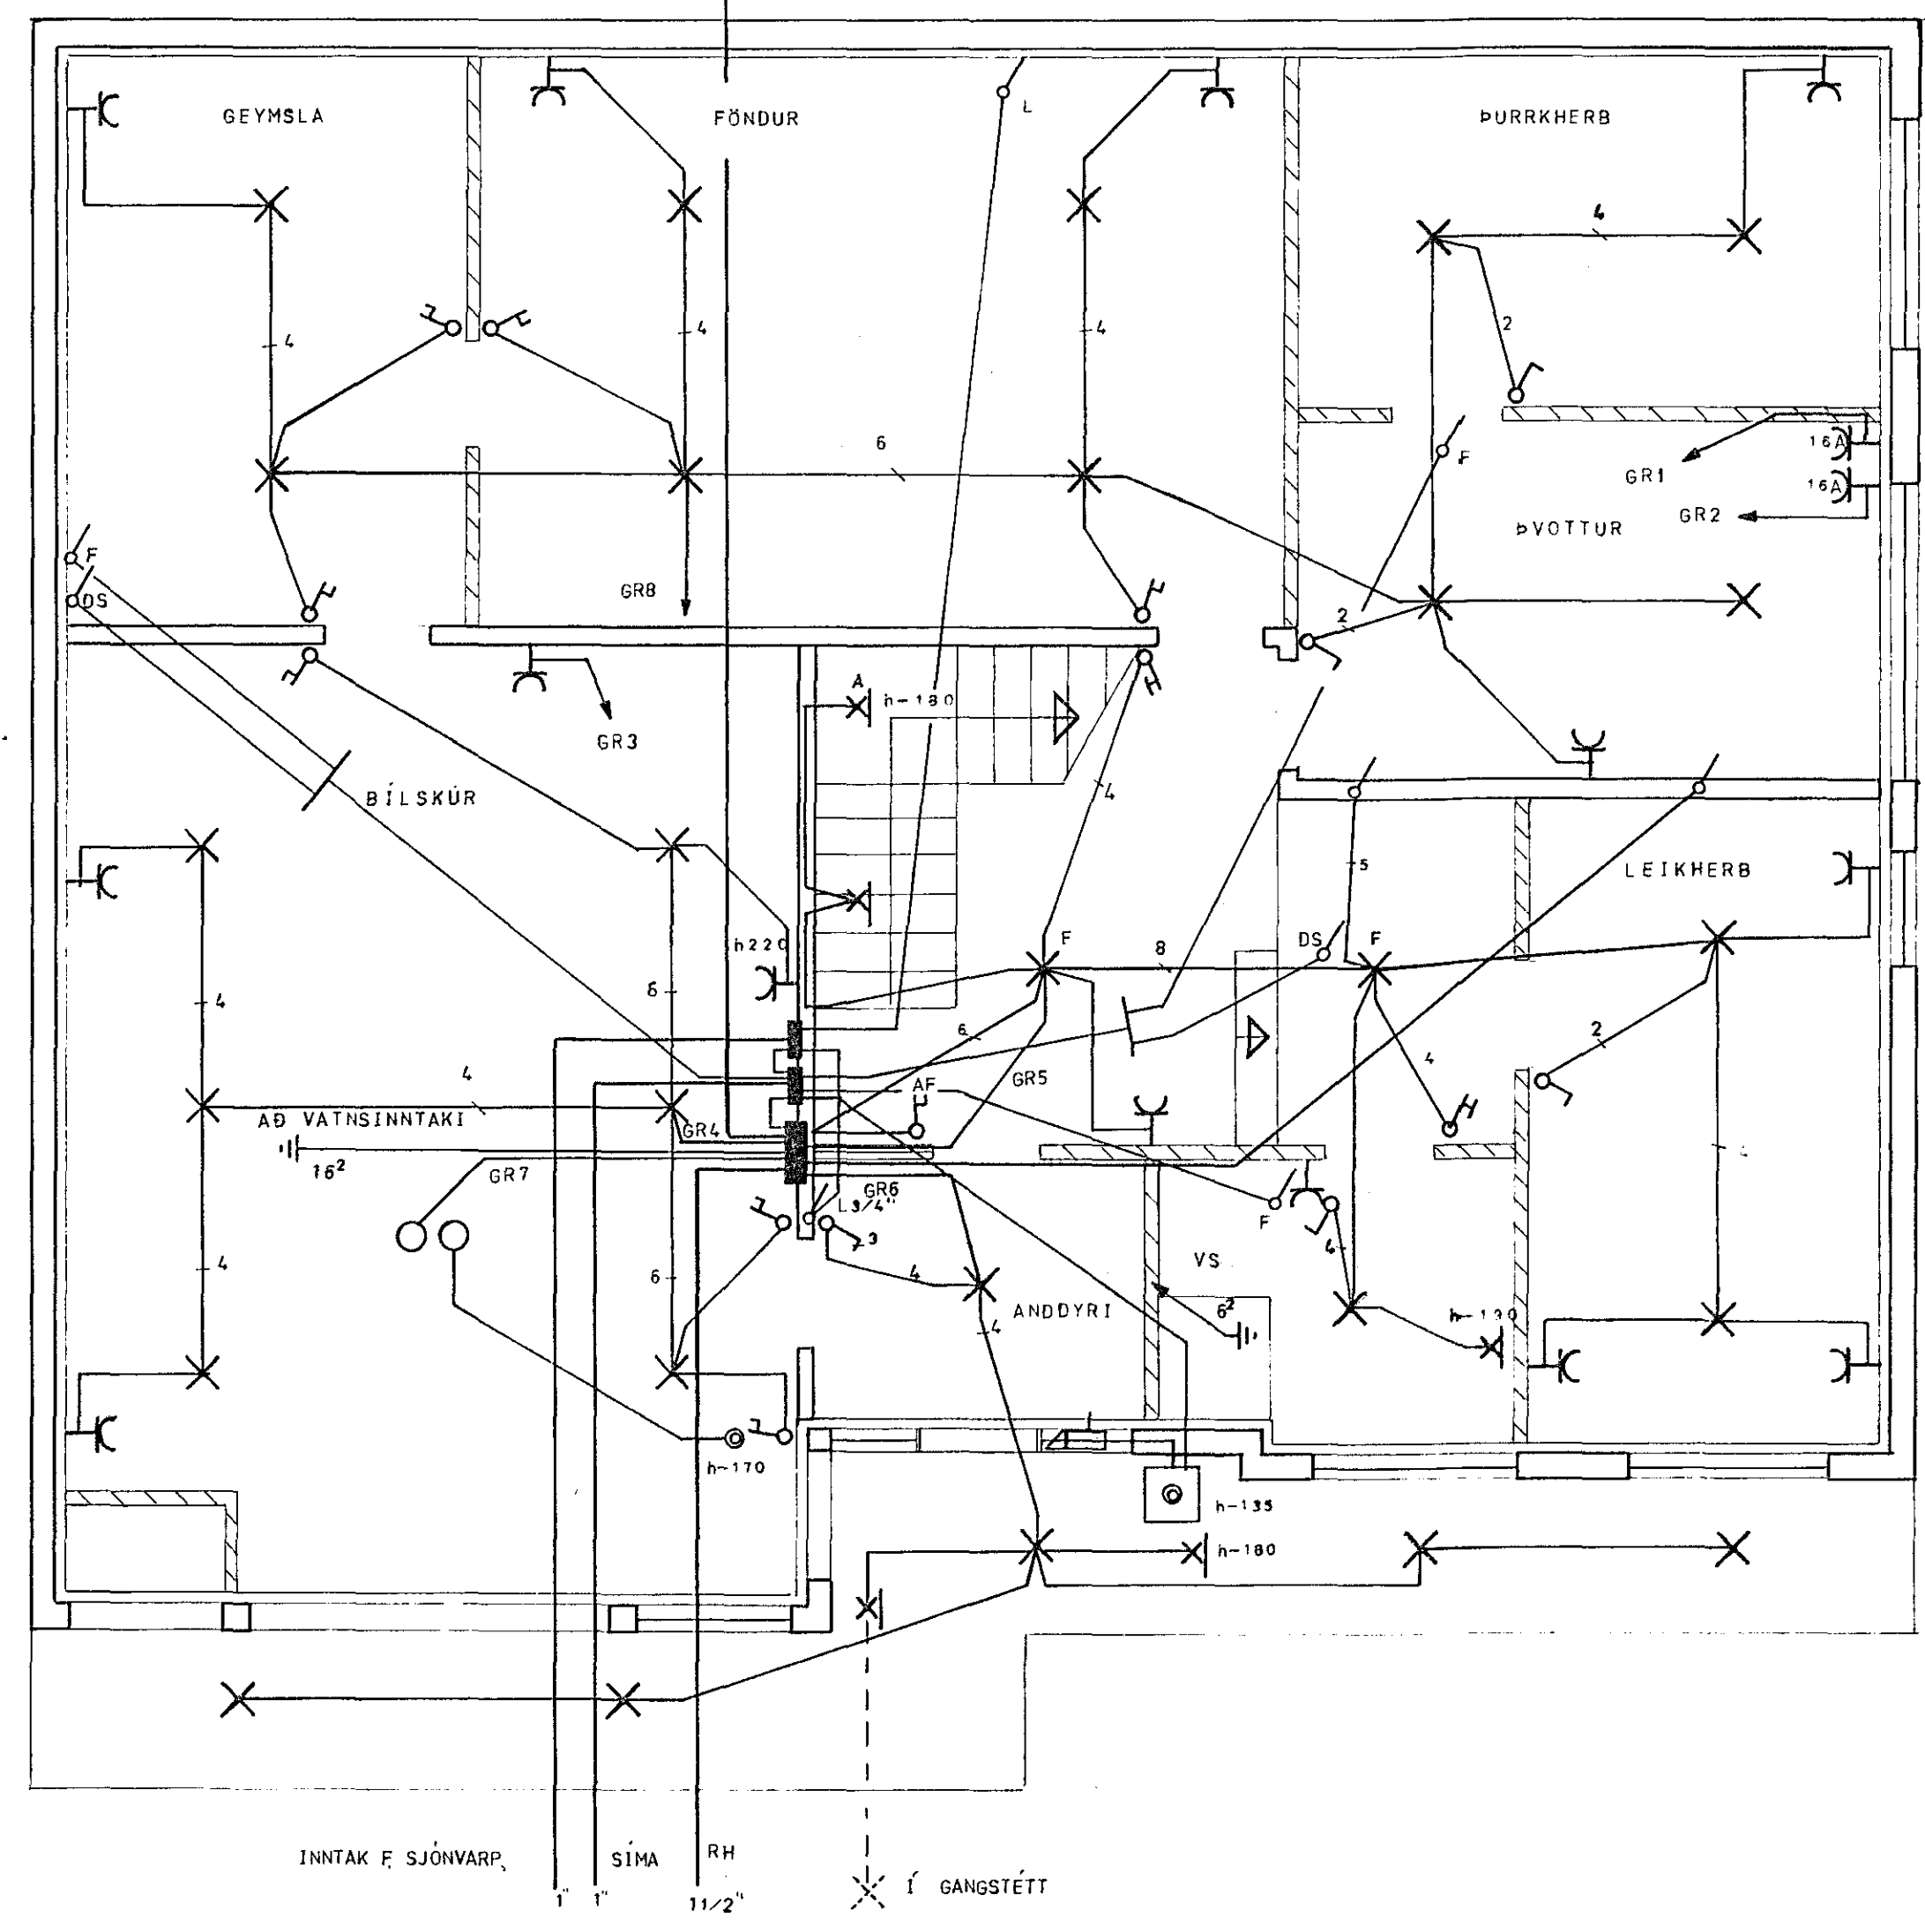 GEYMSLA
FÖNDUR
L
ÞURRKHERB
4
2
4
4
4
6
F
16A
GR1
16A
GR2
ÞVOTTUR
F
DS
GR8
2
A
h-180
GR3
4
BÍLSKÚR
5
LEIKHERB
h220
F
8
DS
F
4
6
6
2
4
4
AF
GR5
AÐ VATNSINNTAKI
GR4
16²
GR7
GR6
L 3/4"
3
F
4
4
VS
4
6
4
ANDDYRI
6²
4
h-170
h-135
h-180
INNTAK F. SJÓNVARP,
SÍMA
RH
1"
1"
11/2"
Í GANGSTÉTT